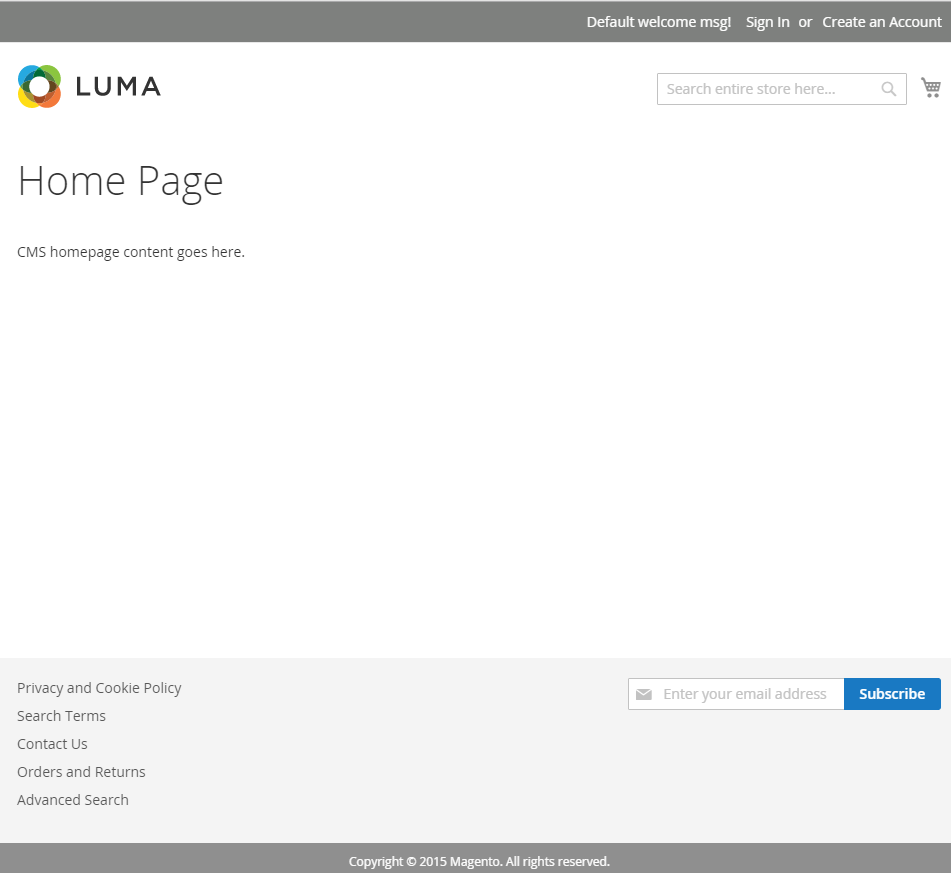 Default welcome msg! Sign In or Create an Account
LUMA
Search entire store here...
Home Page
CMS homepage content goes here.
Privacy and Cookie Policy
Search Terms
Contact Us
Orders and Returns
Advanced Search
Enter your email address
Subscribe
Copyright © 2015 Magento. All rights reserved.